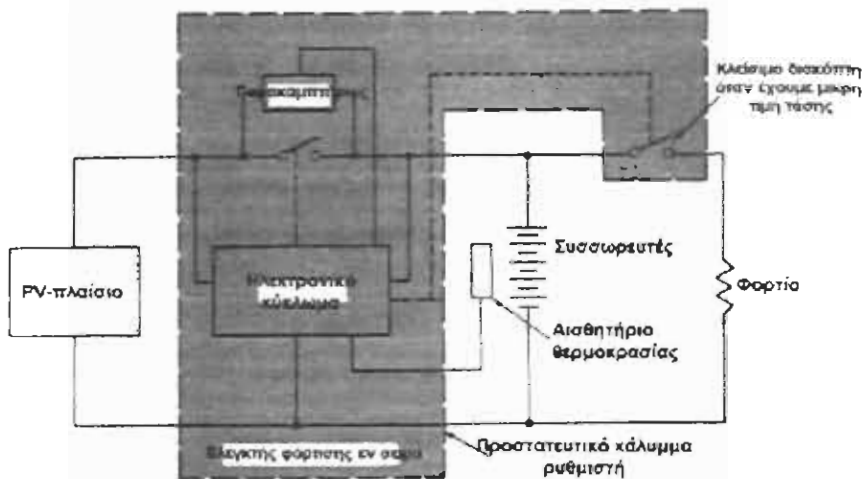 Παρακαμπτήριος
Κλείσιμο διακόπτη
όταν έχουμε μικρή
τιμή τάσης
PV-πλαίσιο
Ηλεκτρονικό
κύκλωμα
Συσσωρευτές
Φορτίο
Αισθητήριο
θερμοκρασίας
Ελεγκτής φόρτισης εν σειρά
Προστατευτικό κάλυμμα
ρυθμιστή